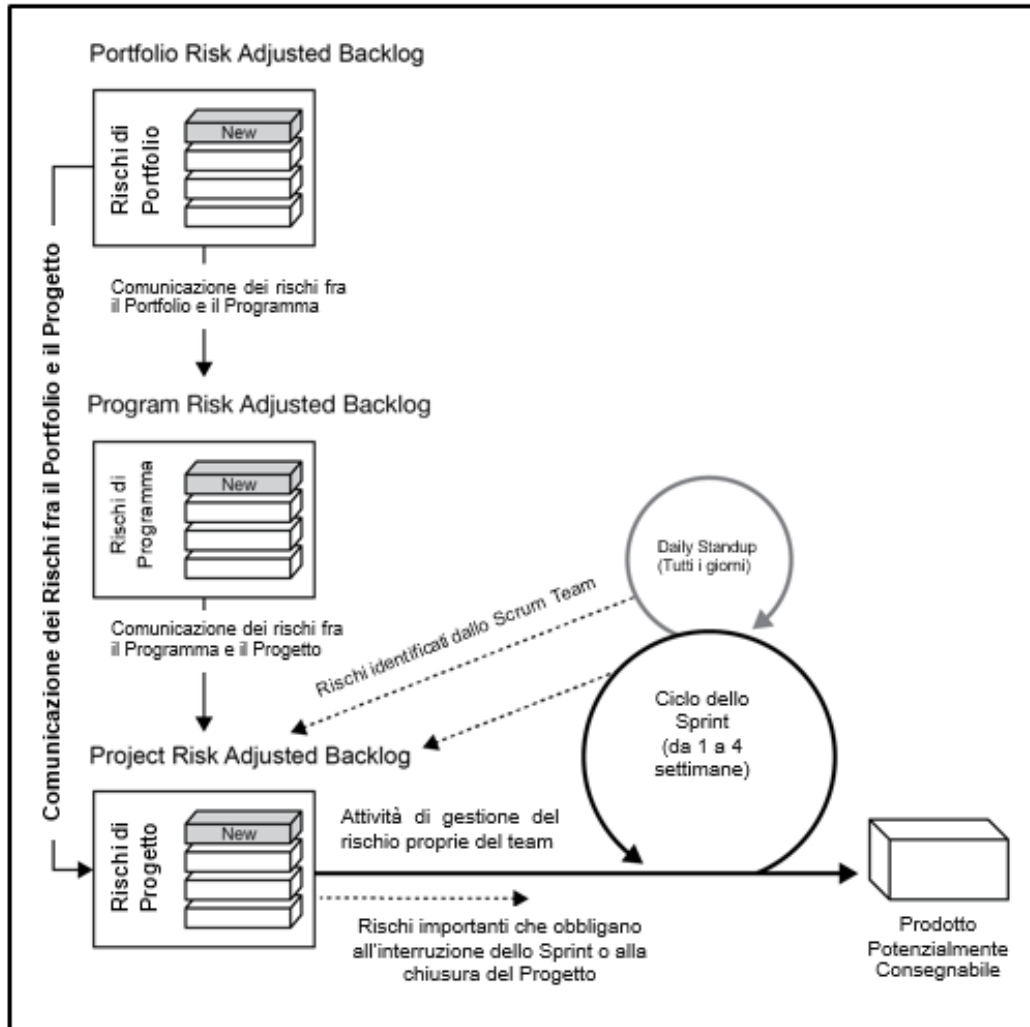 Portfolio Risk Adjusted Backlog
Rischi di
Portfolio
New
Comunicazione dei rischi fra
il Portfolio e il Programma
Comunicazione dei Rischi fra il Portfolio e il Progetto
Program Risk Adjusted Backlog
Rischi di
Programma
New
Comunicazione dei rischi fra
il Programma e il Progetto
Daily Standup
(Tutti i giorni)
Rischi identificati dallo Scrum Team
Ciclo dello
Sprint
(da 1 a 4
settimane)
Project Risk Adjusted Backlog
Rischi di
Progetto
New
Attività di gestione del
rischio proprie del team
Rischi importanti che obbligano
all'interruzione dello Sprint o alla
chiusura del Progetto
Prodotto
Potenzialmente
Consegnabile